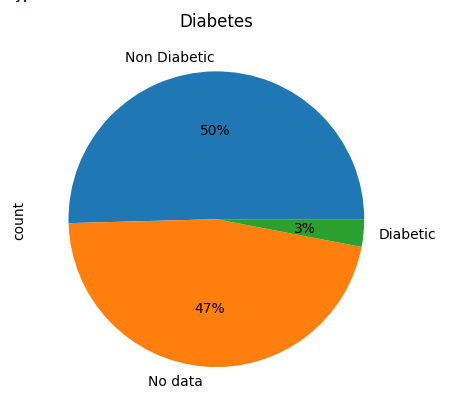 Diabetes
Non Diabetic
50%
count
3%
Diabetic
47%
No data